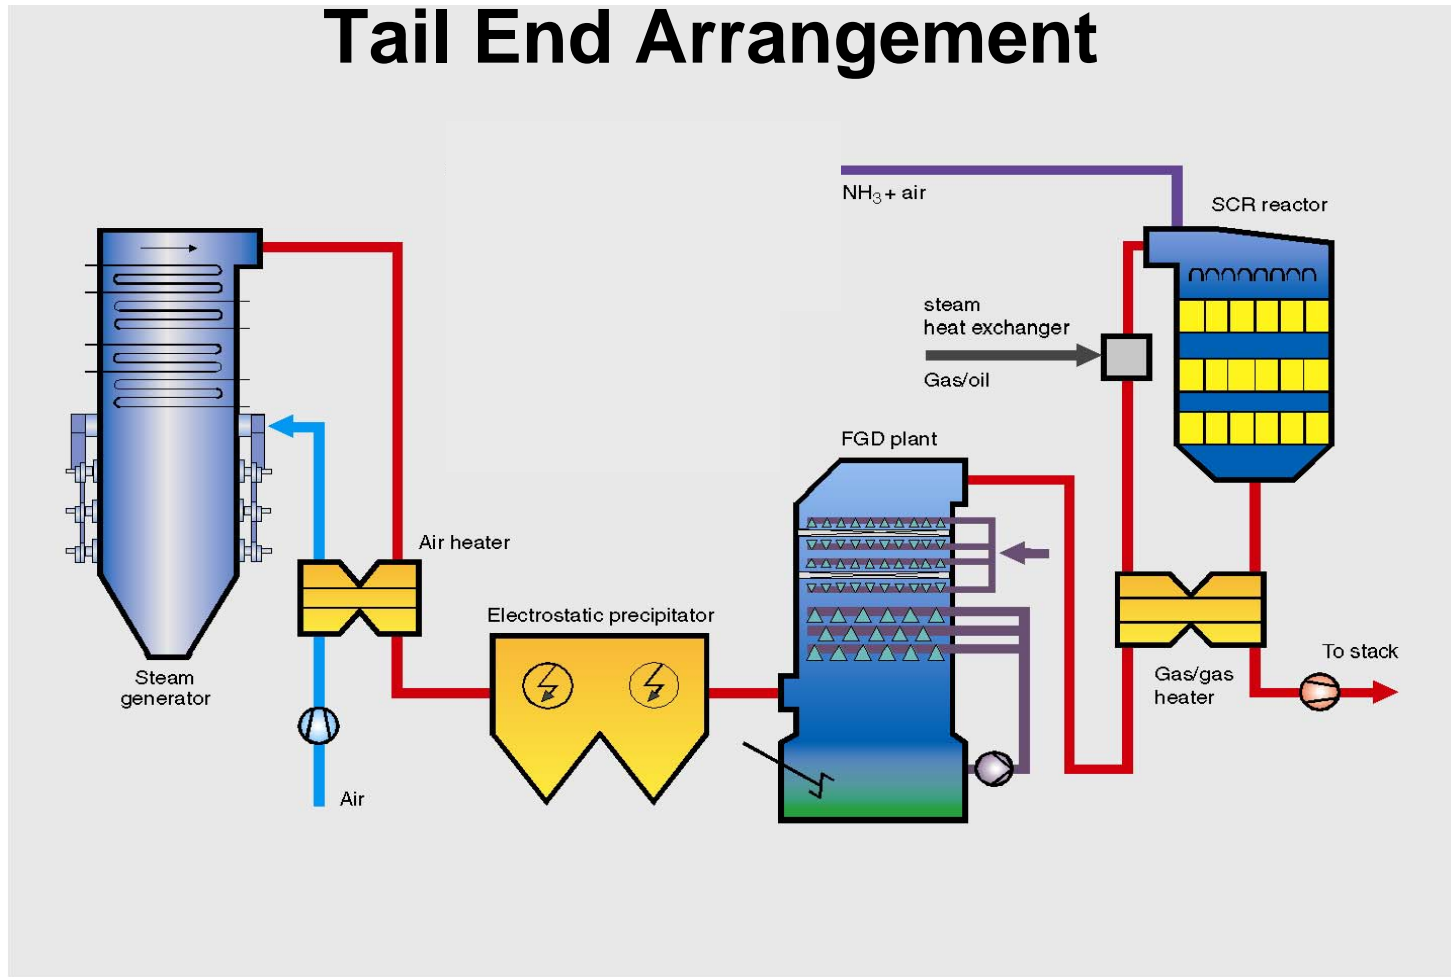 Tail End Arrangement
NH3 + air
SCR reactor
steam
heat exchanger
Gas/oil
FGD plant
Air heater
Electrostatic precipitator
Steam
generator
To stack
Gas/gas
heater
Air